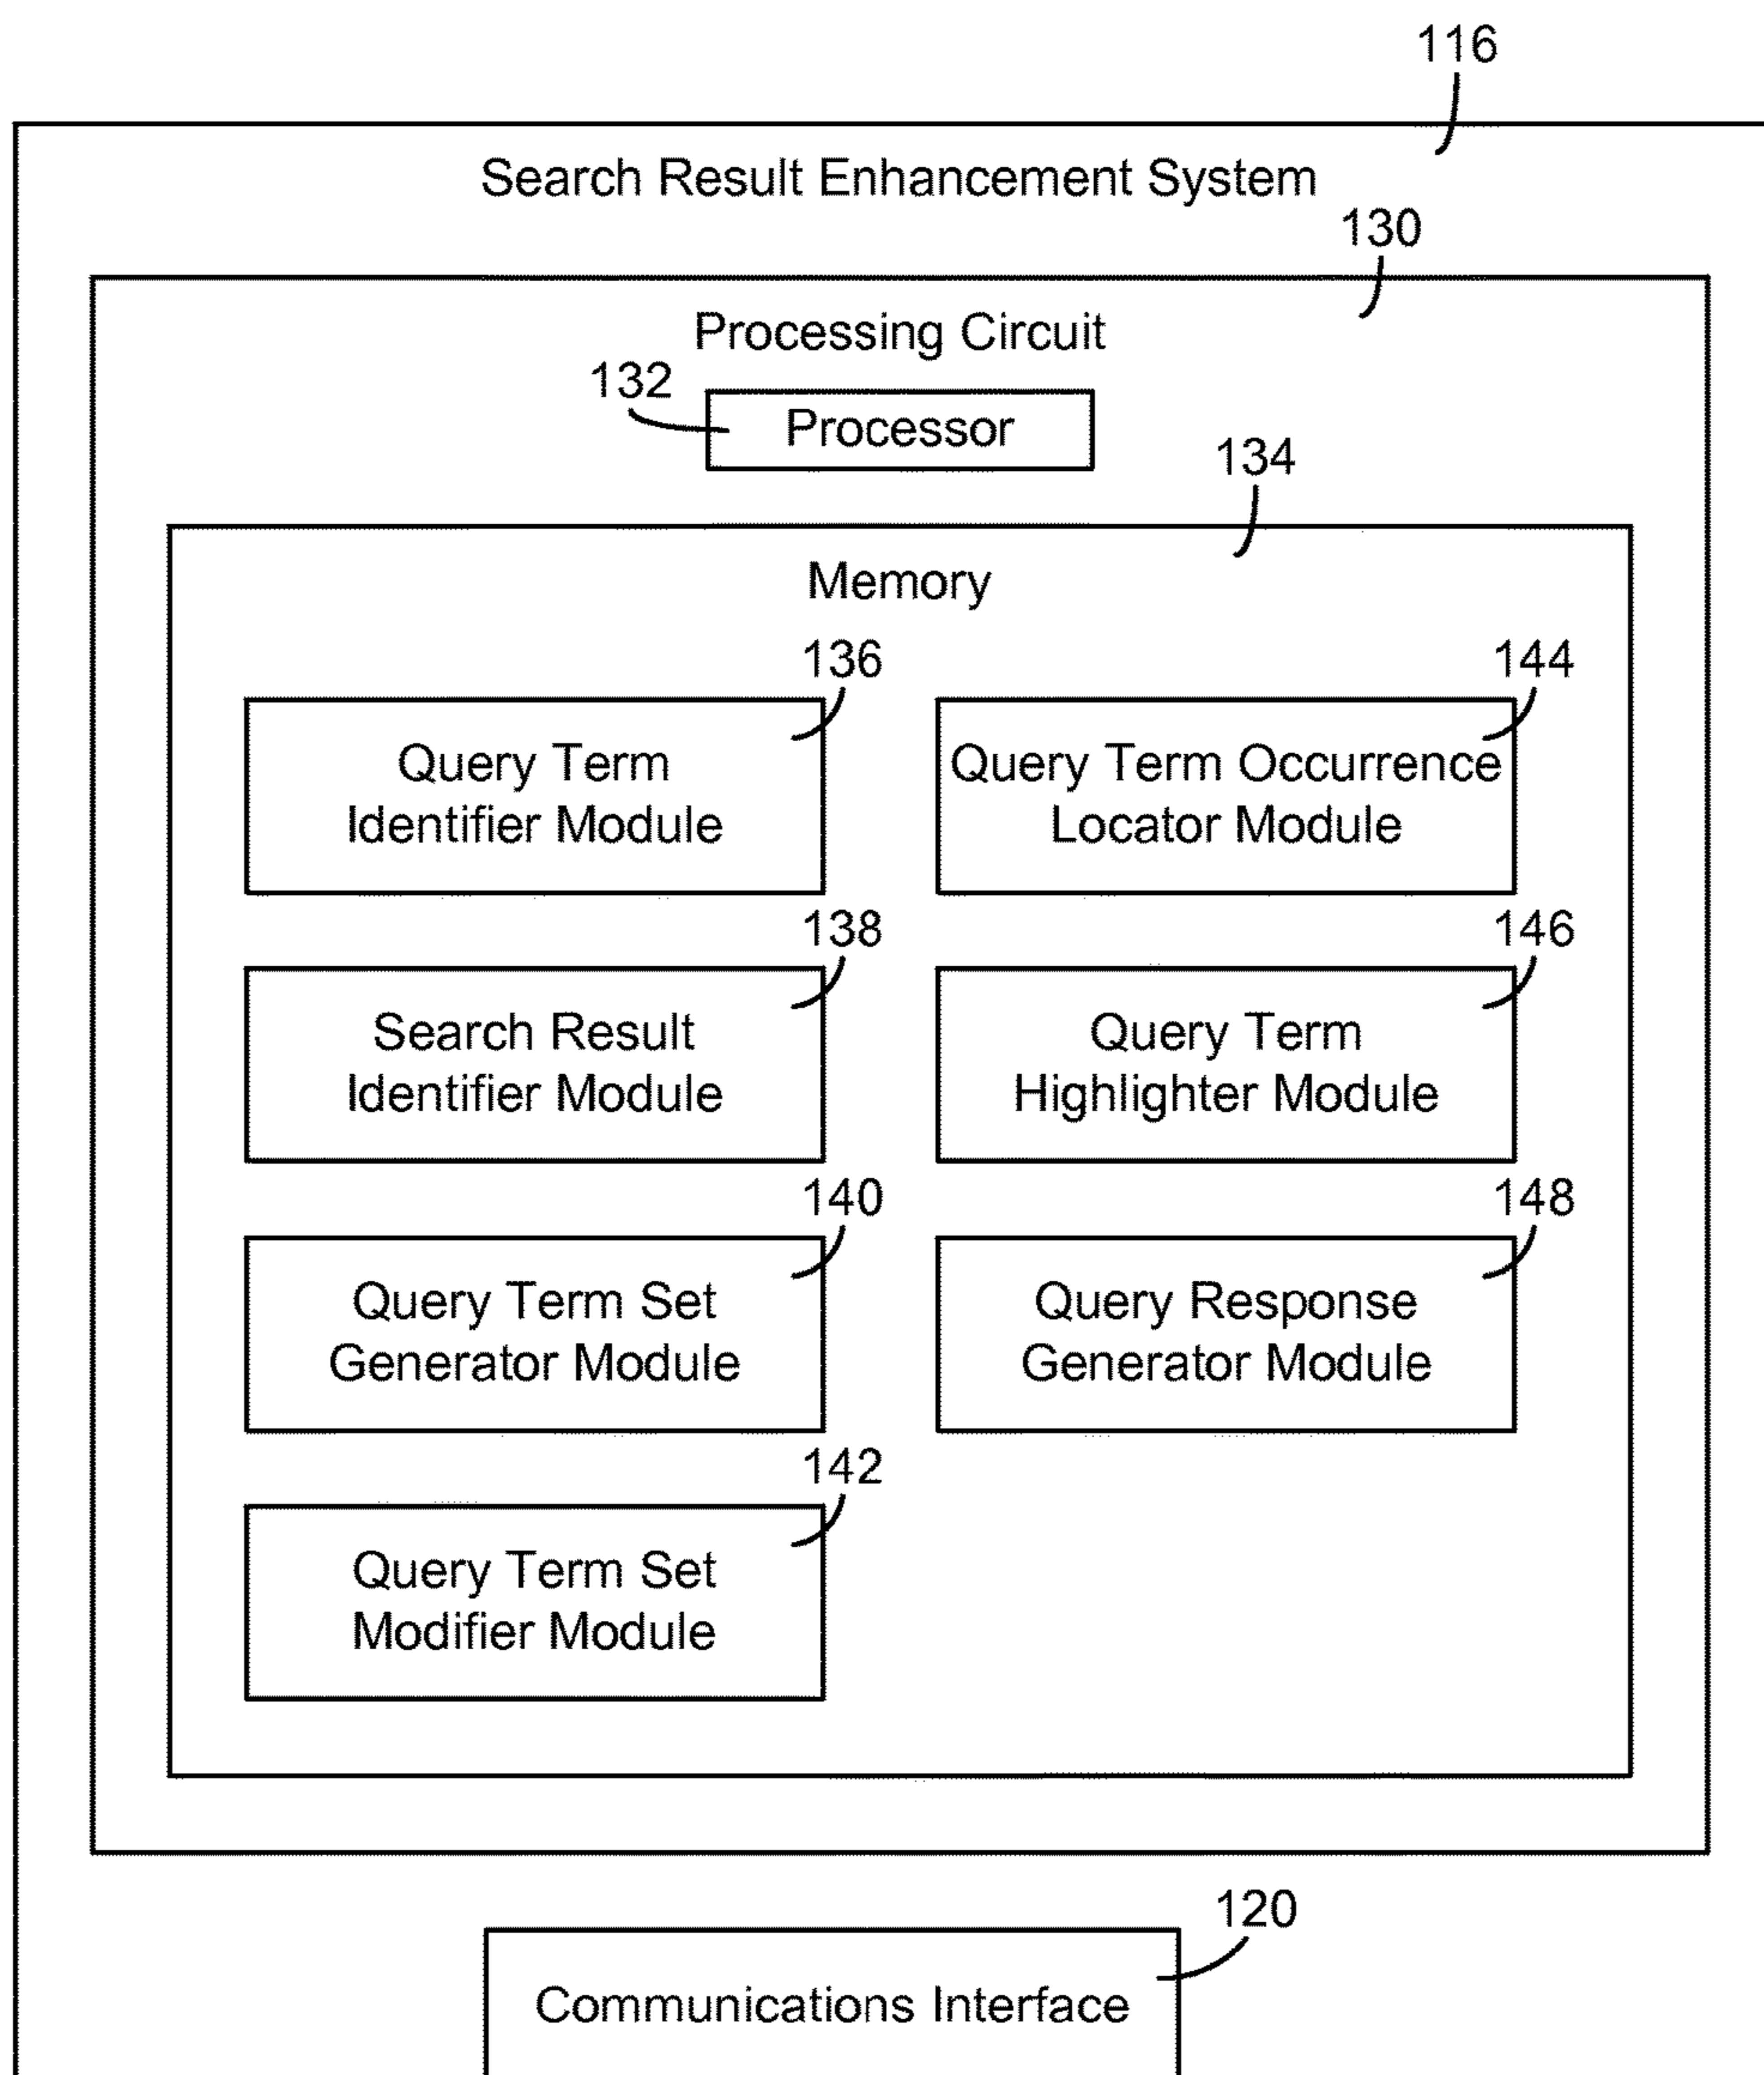 116
Search Result Enhancement System
130
Processing Circuit
132
Processor
134
Memory
136
Query Term
Identifier Module
144
Query Term Occurrence
Locator Module
138
Search Result
Identifier Module
146
Query Term
Highlighter Module
140
Query Term Set
Generator Module
148
Query Response
Generator Module
142
Query Term Set
Modifier Module
120
Communications Interface